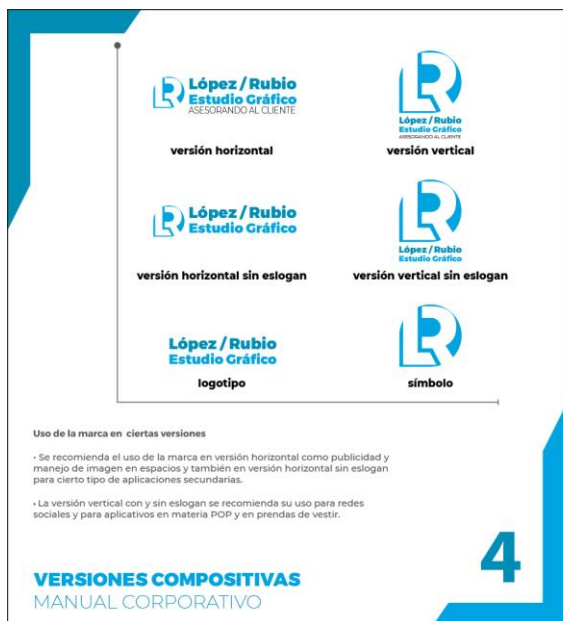 López / Rubio
Estudio Gráfico
ASESORANDO AL CLIENTE
versión horizontal
López / Rubio
Estudio Gráfico
ASESORANDO AL CLIENTE
versión vertical
López / Rubio
Estudio Gráfico
versión horizontal sin eslogan
López / Rubio
Estudio Gráfico
versión vertical sin eslogan
López / Rubio
Estudio Gráfico
logotipo
símbolo
Uso de la marca en ciertas versiones
• Se recomienda el uso de la marca en versión horizontal como publicidad y
manejo de imagen en espacios y también en versión horizontal sin eslogan
para cierto tipo de aplicaciones secundarias.
• La versión vertical con y sin eslogan se recomienda su uso para redes
sociales y para aplicativos en materia POP y en prendas de vestir.
VERSIONES COMPOSITIVAS
MANUAL CORPORATIVO
4